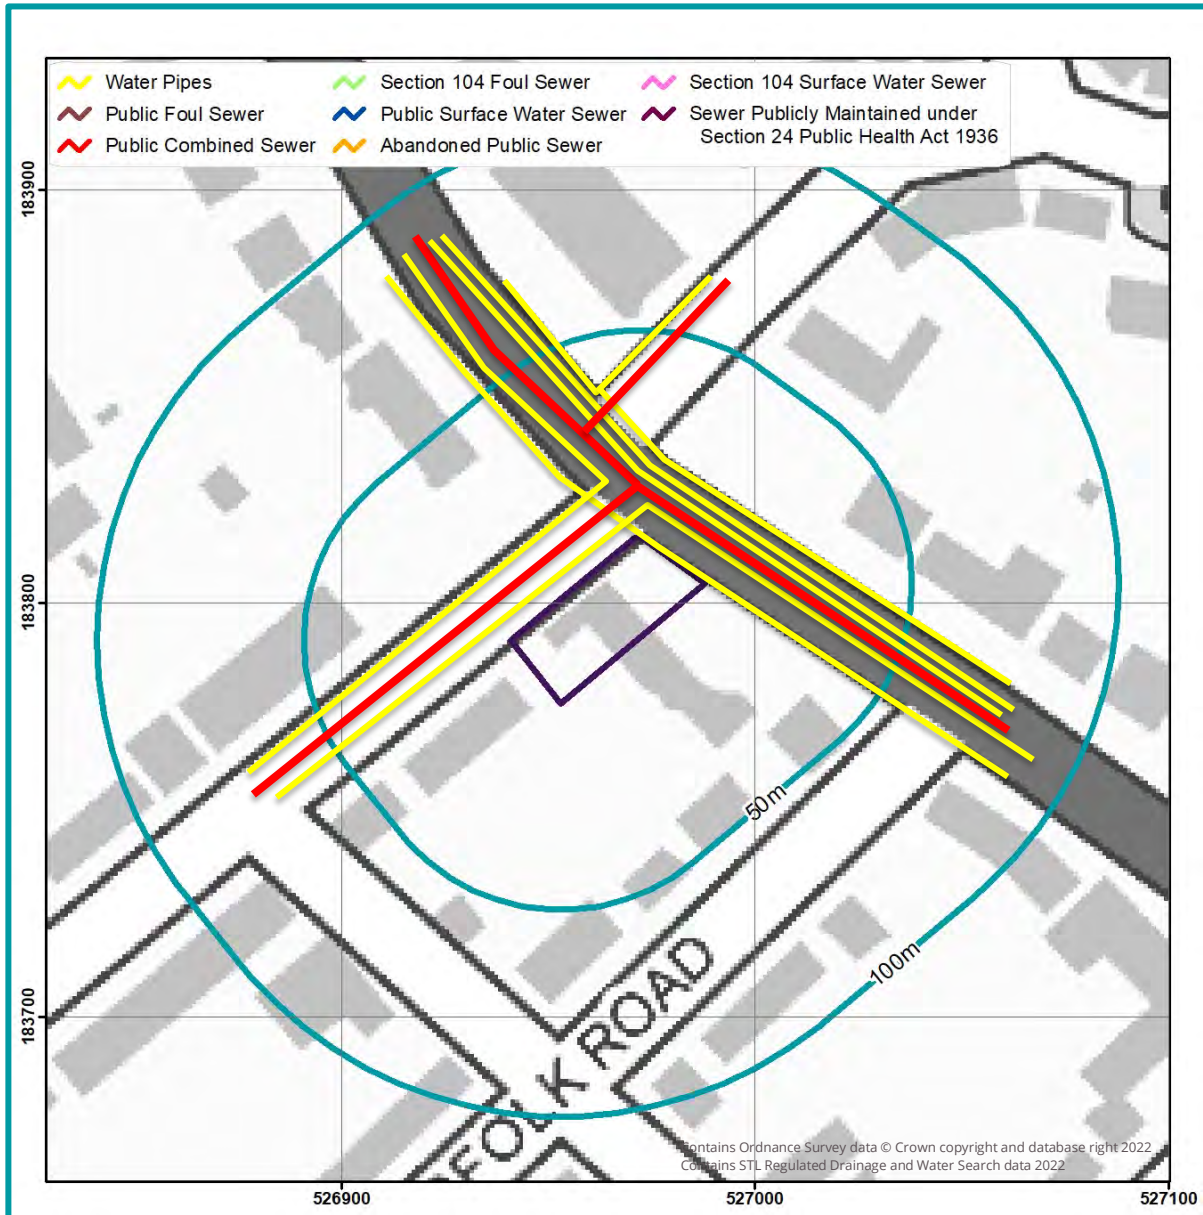 Water Pipes
Public Foul Sewer
Public Combined Sewer
Section 104 Foul Sewer
Public Surface Water Sewer
Abandoned Public Sewer
Section 104 Surface Water Sewer
Sewer Publicly Maintained under
Section 24 Public Health Act 1936
183900
183800
183700
50m
100m
FOLK ROAD
ontains Ordnance Survey data © Crown copyright and database right 2022
Contains STL Regulated Drainage and Water Search data 2022
526900
527000
527100